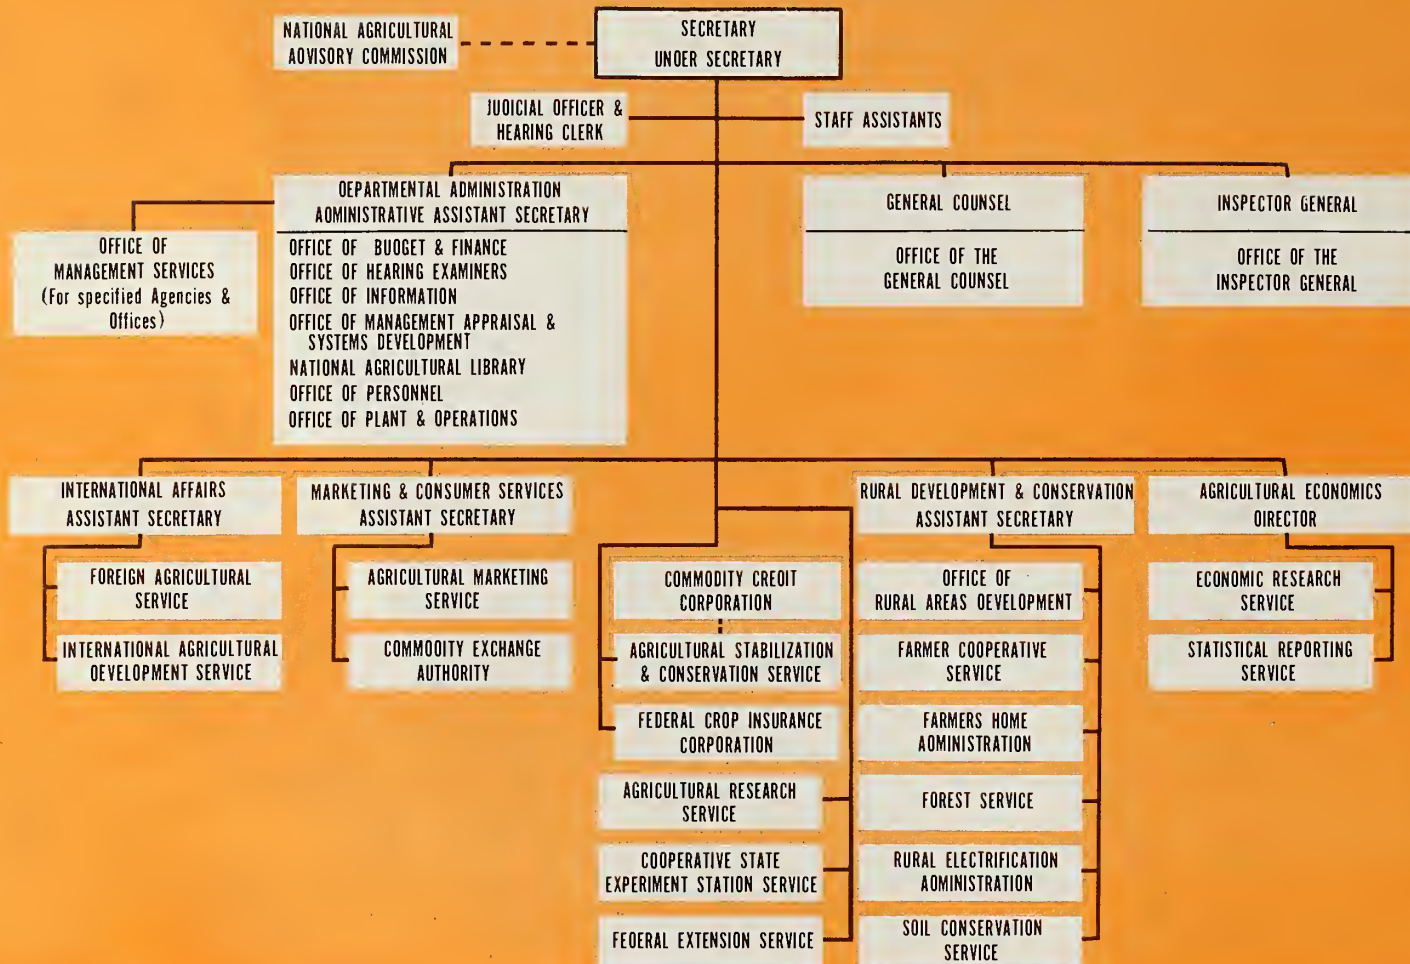 NATIONAL AGRICULTURAL
ADVISORY COMMISSION
SECRETARY
UNDER SECRETARY
JUDICIAL OFFICER &
HEARING CLERK
STAFF ASSISTANTS
DEPARTMENTAL ADMINISTRATION
ADMINISTRATIVE ASSISTANT SECRETARY
OFFICE OF BUDGET & FINANCE
OFFICE OF HEARING EXAMINERS
OFFICE OF INFORMATION
OFFICE OF MANAGEMENT APPRAISAL &
SYSTEMS DEVELOPMENT
NATIONAL AGRICULTURAL LIBRARY
OFFICE OF PERSONNEL
OFFICE OF PLANT & OPERATIONS
GENERAL COUNSEL
OFFICE OF THE
GENERAL COUNSEL
INSPECTOR GENERAL
OFFICE OF THE
INSPECTOR GENERAL
OFFICE OF
MANAGEMENT SERVICES
(For specified Agencies &
Offices)
INTERNATIONAL AFFAIRS
ASSISTANT SECRETARY
FOREIGN AGRICULTURAL
SERVICE
INTERNATIONAL AGRICULTURAL
DEVELOPMENT SERVICE
MARKETING & CONSUMER SERVICES
ASSISTANT SECRETARY
AGRICULTURAL MARKETING
SERVICE
COMMODITY EXCHANGE
AUTHORITY
COMMODITY CREDIT
CORPORATION
AGRICULTURAL STABILIZATION
& CONSERVATION SERVICE
FEDERAL CROP INSURANCE
CORPORATION
AGRICULTURAL RESEARCH
SERVICE
COOPERATIVE STATE
EXPERIMENT STATION SERVICE
FEDERAL EXTENSION SERVICE
RURAL DEVELOPMENT & CONSERVATION
ASSISTANT SECRETARY
OFFICE OF
RURAL AREAS DEVELOPMENT
FARMER COOPERATIVE
SERVICE
FARMERS HOME
ADMINISTRATION
FOREST SERVICE
RURAL ELECTRIFICATION
ADMINISTRATION
SOIL CONSERVATION
SERVICE
AGRICULTURAL ECONOMICS
DIRECTOR
ECONOMIC RESEARCH
SERVICE
STATISTICAL REPORTING
SERVICE